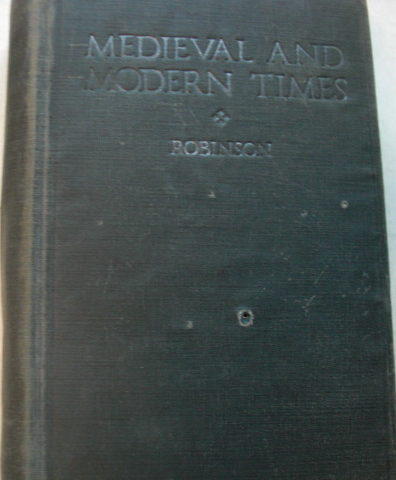 MEDIEVAL AND
MODERN TIMES
ROBINSON